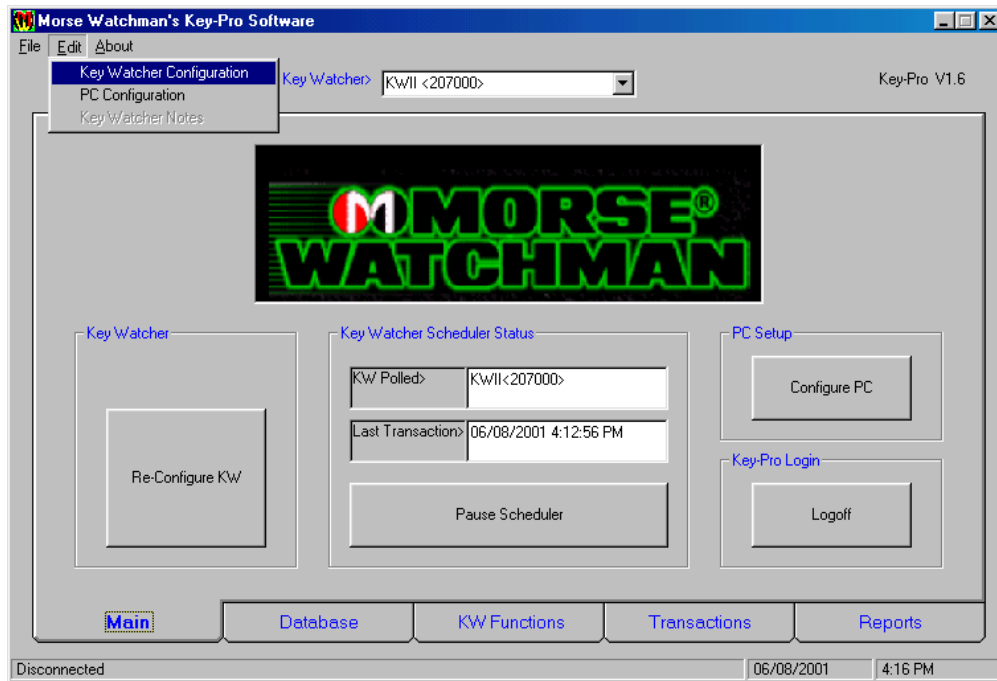 Morse Watchman's Key-Pro Software
File Edit About
Key Watcher Configuration
PC Configuration
Key Watcher Notes
Key Watcher> KWII <207000>
Key-Pro V1.6
MORSE®
WATCHMAN
Key Watcher
Re-Configure KW
Key Watcher Scheduler Status
KW Polled> KWII<207000>
Last Transaction> 06/08/2001 4:12:56 PM
Pause Scheduler
PC Setup
Configure PC
Key-Pro Login
Logoff
Main Database KW Functions Transactions Reports
Disconnected 06/08/2001 4:16 PM